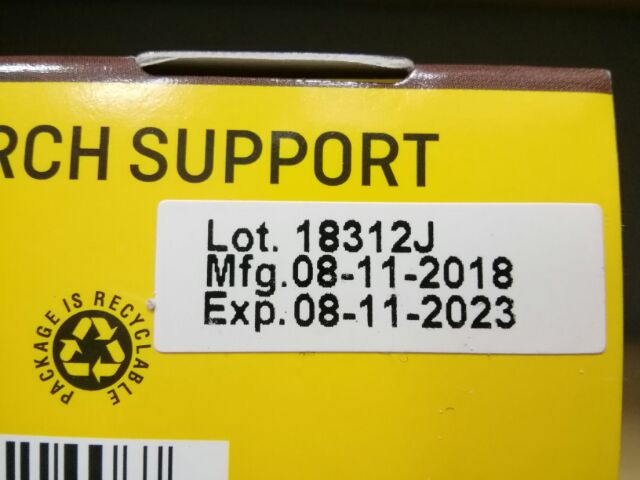 RCH SUPPORT
Lot. 18312J
Mfg.08-11-2018
Exp.08-11-2023
PACKAGE IS RECYCLABLE